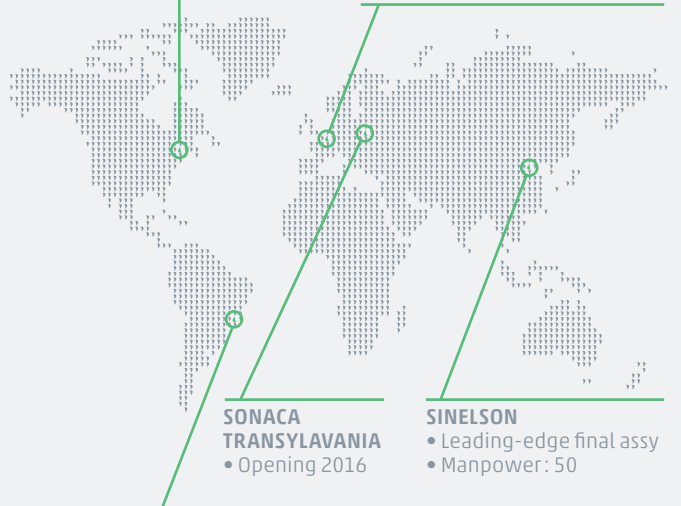 SONACA
TRANSYLAVANIA
• Opening 2016
SINELSON
• Leading-edge final assy
• Manpower: 50